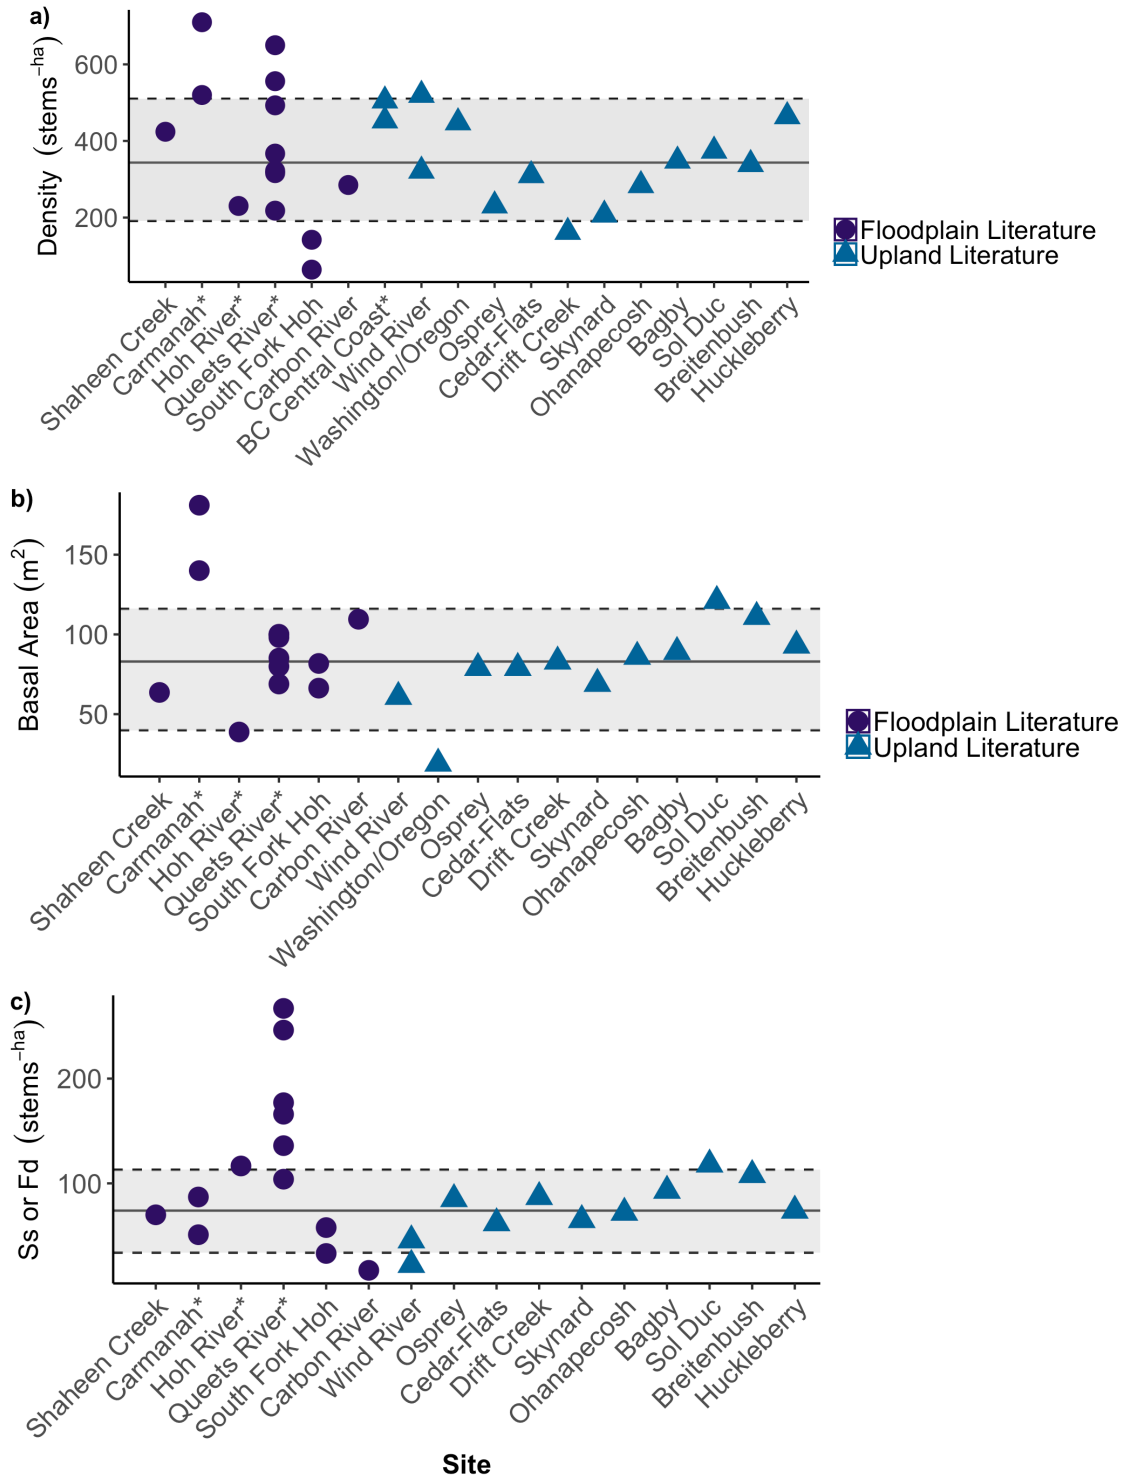 a)
Density (stems⁻ʰᵃ)
600
400
200
Shaheen Creek
Carmanah*
Hoh River*
Queets River*
South Fork Hoh
Carbon River
BC Central Coast*
Wind River
Washington/Oregon
Osprey
Cedar-Flats
Drift Creek
Skynard
Ohanapecosh
Bagby
Sol Duc
Breitenbush
Huckleberry
Floodplain Literature
Upland Literature
b)
Basal Area (m²)
150
100
50
Shaheen Creek
Carmanah*
Hoh River*
Queets River*
South Fork Hoh
Carbon River
Wind River
Washington/Oregon
Osprey
Cedar-Flats
Drift Creek
Skynard
Ohanapecosh
Bagby
Sol Duc
Breitenbush
Huckleberry
Floodplain Literature
Upland Literature
c)
Ss or Fd (stems⁻ʰᵃ)
200
100
Shaheen Creek
Carmanah*
Hoh River*
Queets River*
South Fork Hoh
Carbon River
Wind River
Osprey
Cedar-Flats
Drift Creek
Skynard
Ohanapecosh
Bagby
Sol Duc
Breitenbush
Huckleberry
Site